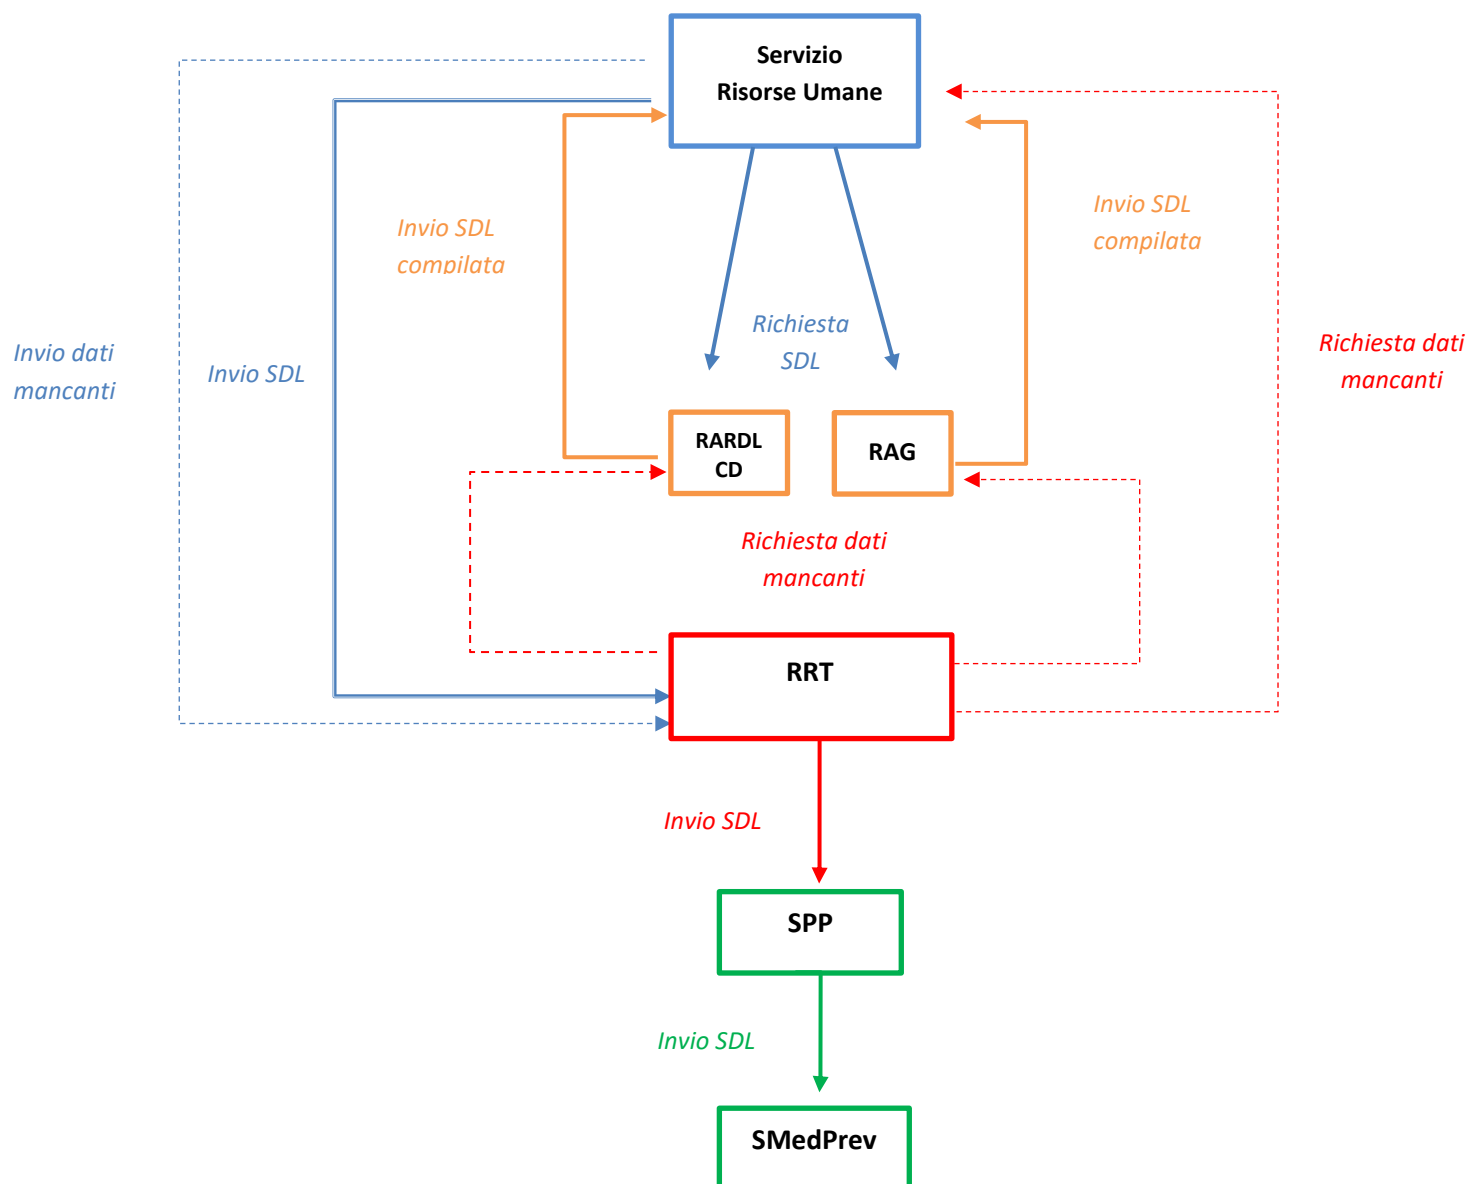 Servizio
Risorse Umane
Invio SDL
compilata
Invio SDL
compilata
Richiesta
SDL
Invio dati
mancanti
Invio SDL
Richiesta dati
mancanti
RARDL
CD
RAG
Richiesta dati
mancanti
RRT
Invio SDL
SPP
Invio SDL
SMedPrev